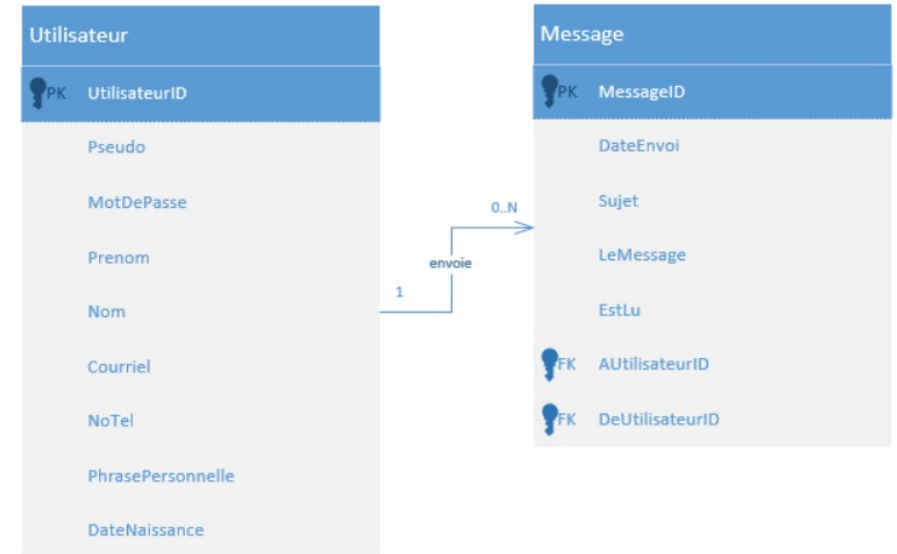 Utilisateur
PK UtilisateurID
Pseudo
MotDePasse
Prenom
Nom
Courriel
NoTel
PhrasePersonnelle
DateNaissance
1
envoie
0..N
Message
PK MessageID
DateEnvoi
Sujet
LeMessage
EstLu
FK AUtilisateurID
FK DeUtilisateurID